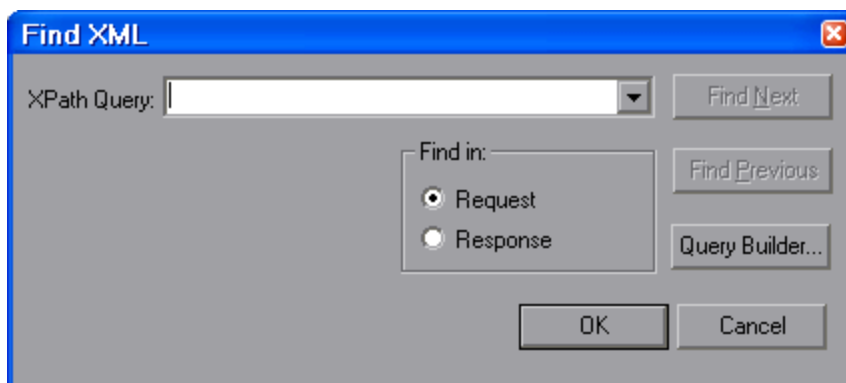 Find XML
XPath Query:
Find Next
Find in:
Find Previous
Request
Response
Query Builder...
OK
Cancel